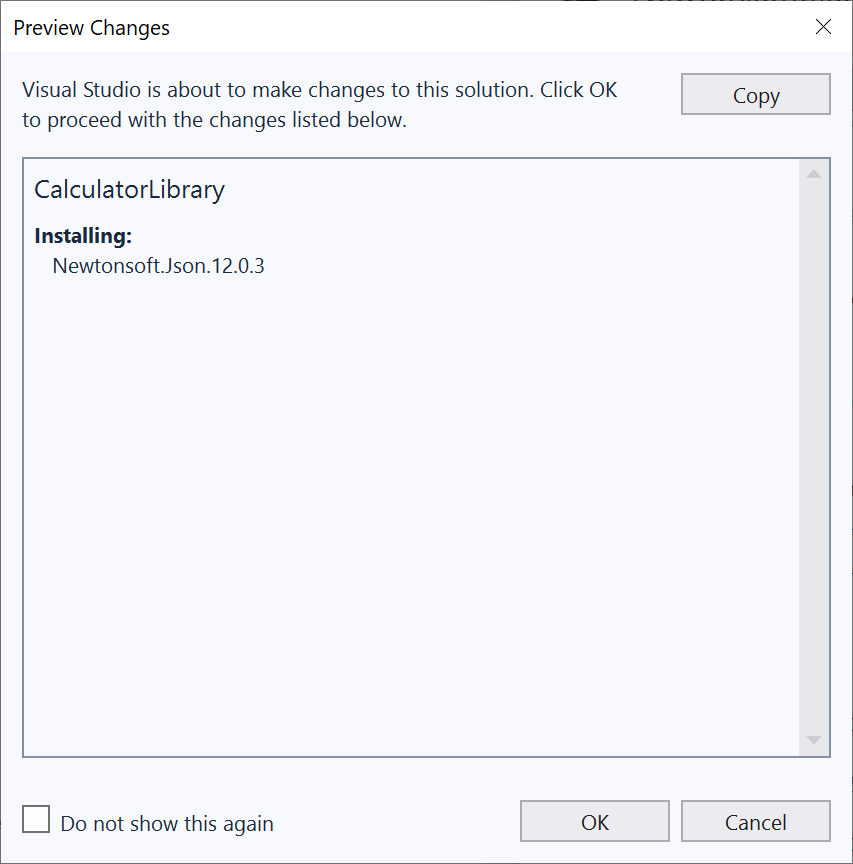 Preview Changes
Visual Studio is about to make changes to this solution. Click OK
to proceed with the changes listed below.
Copy
CalculatorLibrary
Installing:
Newtonsoft.Json.12.0.3
Do not show this again
OK
Cancel